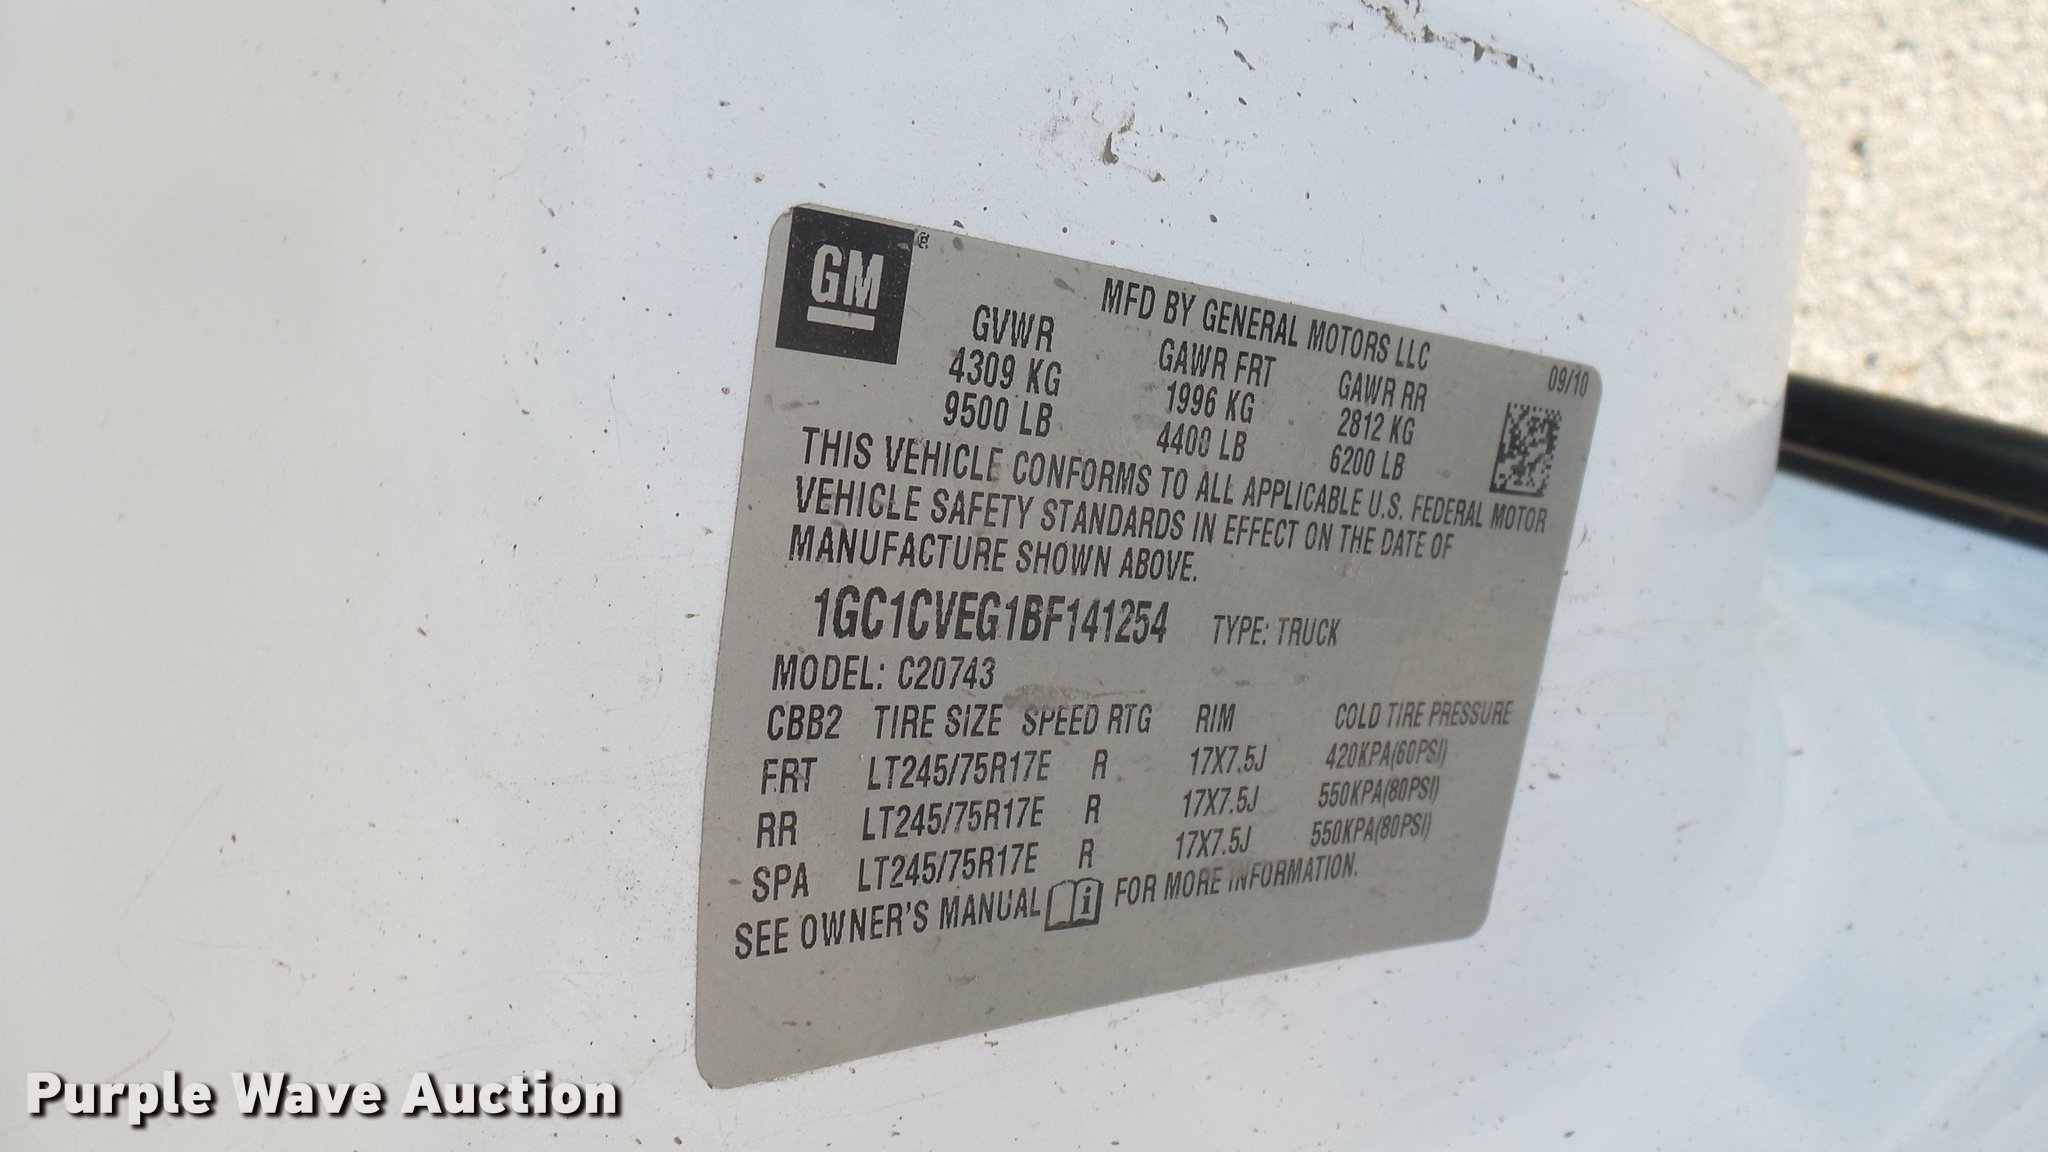 GM
MFD BY GENERAL MOTORS LLC
09/10
GVWR GAWR FRT GAWR RR
4309 KG 1996 KG 2812 KG
9500 LB 4400 LB 6200 LB
THIS VEHICLE CONFORMS TO ALL APPLICABLE U.S. FEDERAL MOTOR
VEHICLE SAFETY STANDARDS IN EFFECT ON THE DATE OF
MANUFACTURE SHOWN ABOVE.
1GC1CVEG1BF141254 TYPE: TRUCK
MODEL: C20743
CBB2 TIRE SIZE SPEED RTG RIM COLD TIRE PRESSURE
FRT LT245/75R17E R 17X7.5J 420KPA(60PSI)
RR LT245/75R17E R 17X7.5J 550KPA(80PSI)
SPA LT245/75R17E R 17X7.5J 550KPA(80PSI)
SEE OWNER'S MANUAL i FOR MORE INFORMATION.
Purple Wave Auction